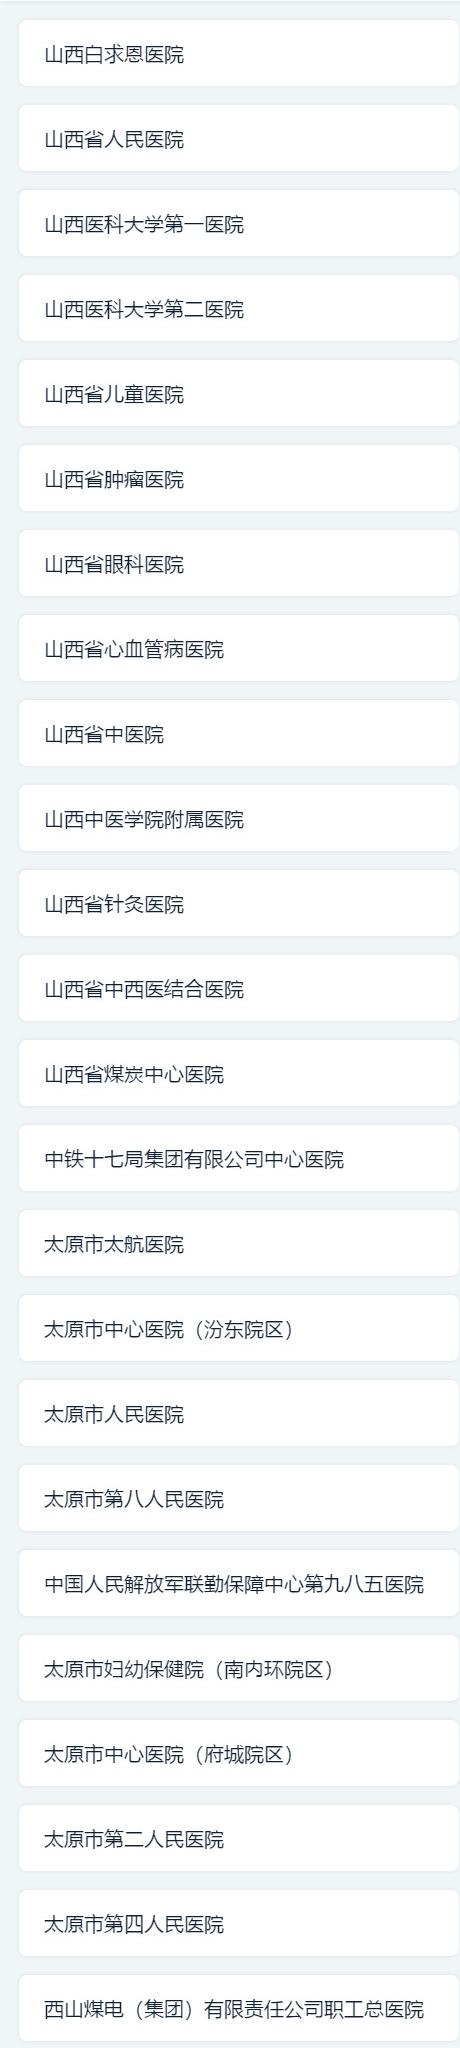 山西白求恩医院
山西省人民医院
山西医科大学第一医院
山西医科大学第二医院
山西省儿童医院
山西省肿瘤医院
山西省眼科医院
山西省心血管病医院
山西省中医院
山西中医学院附属医院
山西省针灸医院
山西省中西医结合医院
山西省煤炭中心医院
中铁十七局集团有限公司中心医院
太原市太航医院
太原市中心医院（汾东院区）
太原市人民医院
太原市第八人民医院
中国人民解放军联勤保障中心第九八五医院
太原市妇幼保健院（南内环院区）
太原市中心医院（府城院区）
太原市第二人民医院
太原市第四人民医院
西山煤电（集团）有限责任公司职工总医院